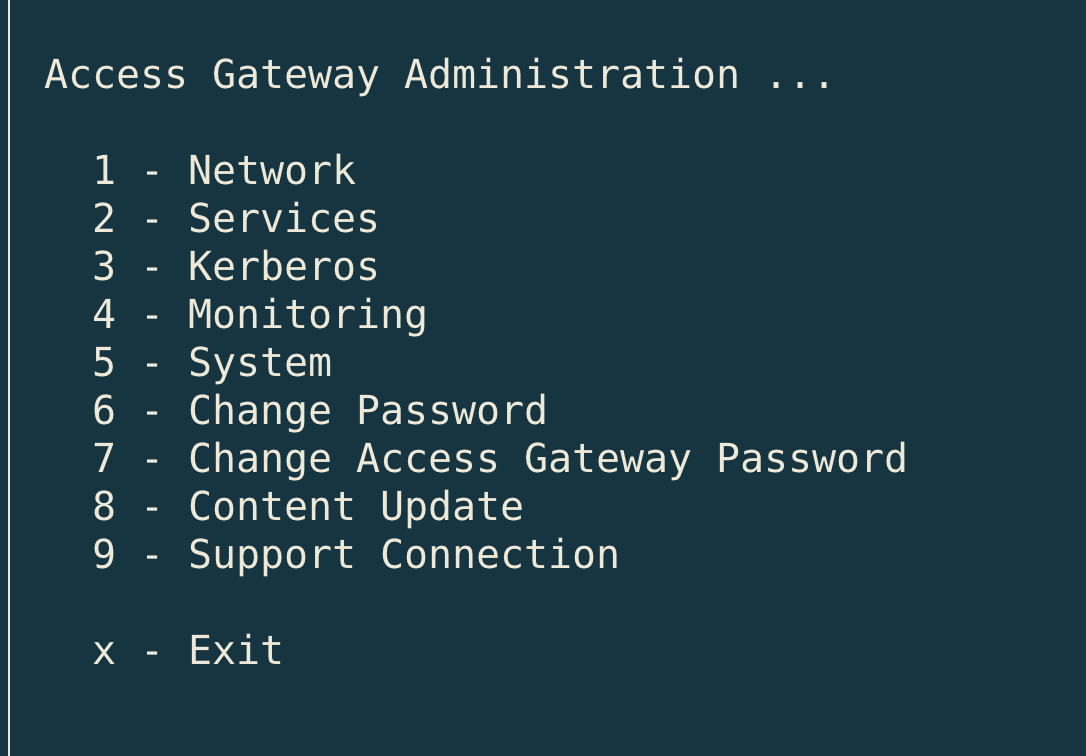 Access Gateway Administration ...
1 - Network
2 - Services
3 - Kerberos
4 - Monitoring
5 - System
6 - Change Password
7 - Change Access Gateway Password
8 - Content Update
9 - Support Connection
x - Exit